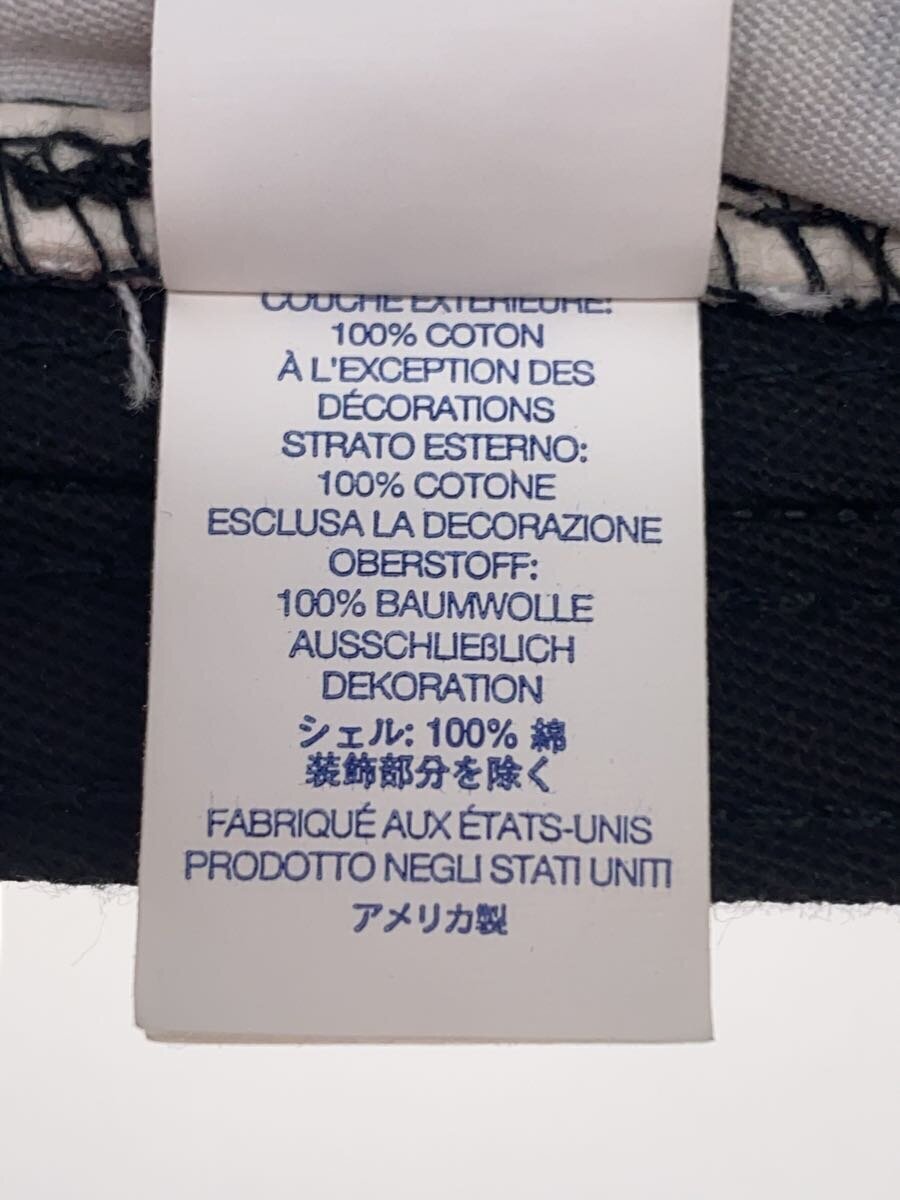 COUCHE EXTÉRIEURE:
100% COTON
À L'EXCEPTION DES
DÉCORATIONS
STRATO ESTERNO:
100% COTONE
ESCLUSA LA DECORAZIONE
OBERSTOFF:
100% BAUMWOLLE
AUSSCHLIEßLICH
DEKORATION
シェル: 100% 綿
装飾部分を除く
FABRIQUÉ AUX ÉTATS-UNIS
PRODOTTO NEGLI STATI UNITI
アメリカ製